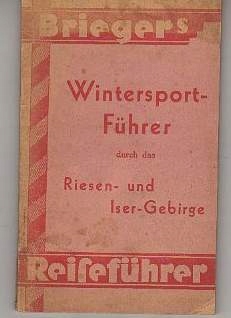 Briegers
Wintersport-
Führer
durch das
Riesen- und
Iser-Gebirge
Reiseführer